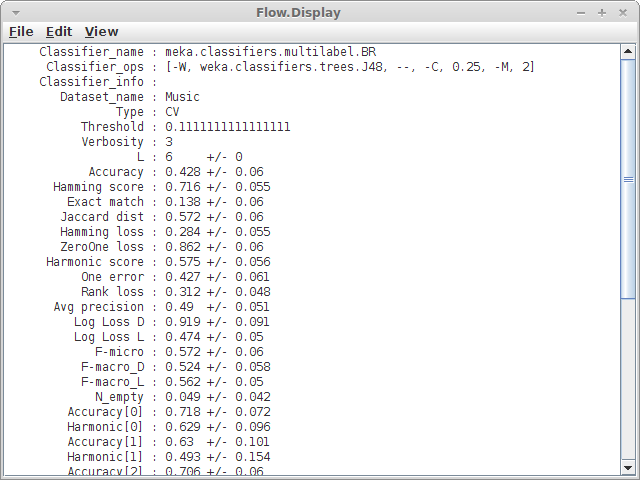 Flow.Display
File Edit View
Classifier_name : meka.classifiers.multilabel.BR
Classifier_ops : [-W, weka.classifiers.trees.J48, --, -C, 0.25, -M, 2]
Classifier_info :
Dataset_name : Music
Type : CV
Threshold : 0.1111111111111111
Verbosity : 3
L : 6 +/- 0
Accuracy : 0.428 +/- 0.06
Hamming score : 0.716 +/- 0.055
Exact match : 0.138 +/- 0.06
Jaccard dist : 0.572 +/- 0.06
Hamming loss : 0.284 +/- 0.055
ZeroOne loss : 0.862 +/- 0.06
Harmonic score : 0.575 +/- 0.056
One error : 0.427 +/- 0.061
Rank loss : 0.312 +/- 0.048
Avg precision : 0.49 +/- 0.051
Log Loss D : 0.919 +/- 0.091
Log Loss L : 0.474 +/- 0.05
F-micro : 0.572 +/- 0.06
F-macro_D : 0.524 +/- 0.058
F-macro_L : 0.562 +/- 0.05
N_empty : 0.049 +/- 0.042
Accuracy[0] : 0.718 +/- 0.072
Harmonic[0] : 0.629 +/- 0.096
Accuracy[1] : 0.63 +/- 0.101
Harmonic[1] : 0.493 +/- 0.154
Accuracy[2] : 0.706 +/- 0.06